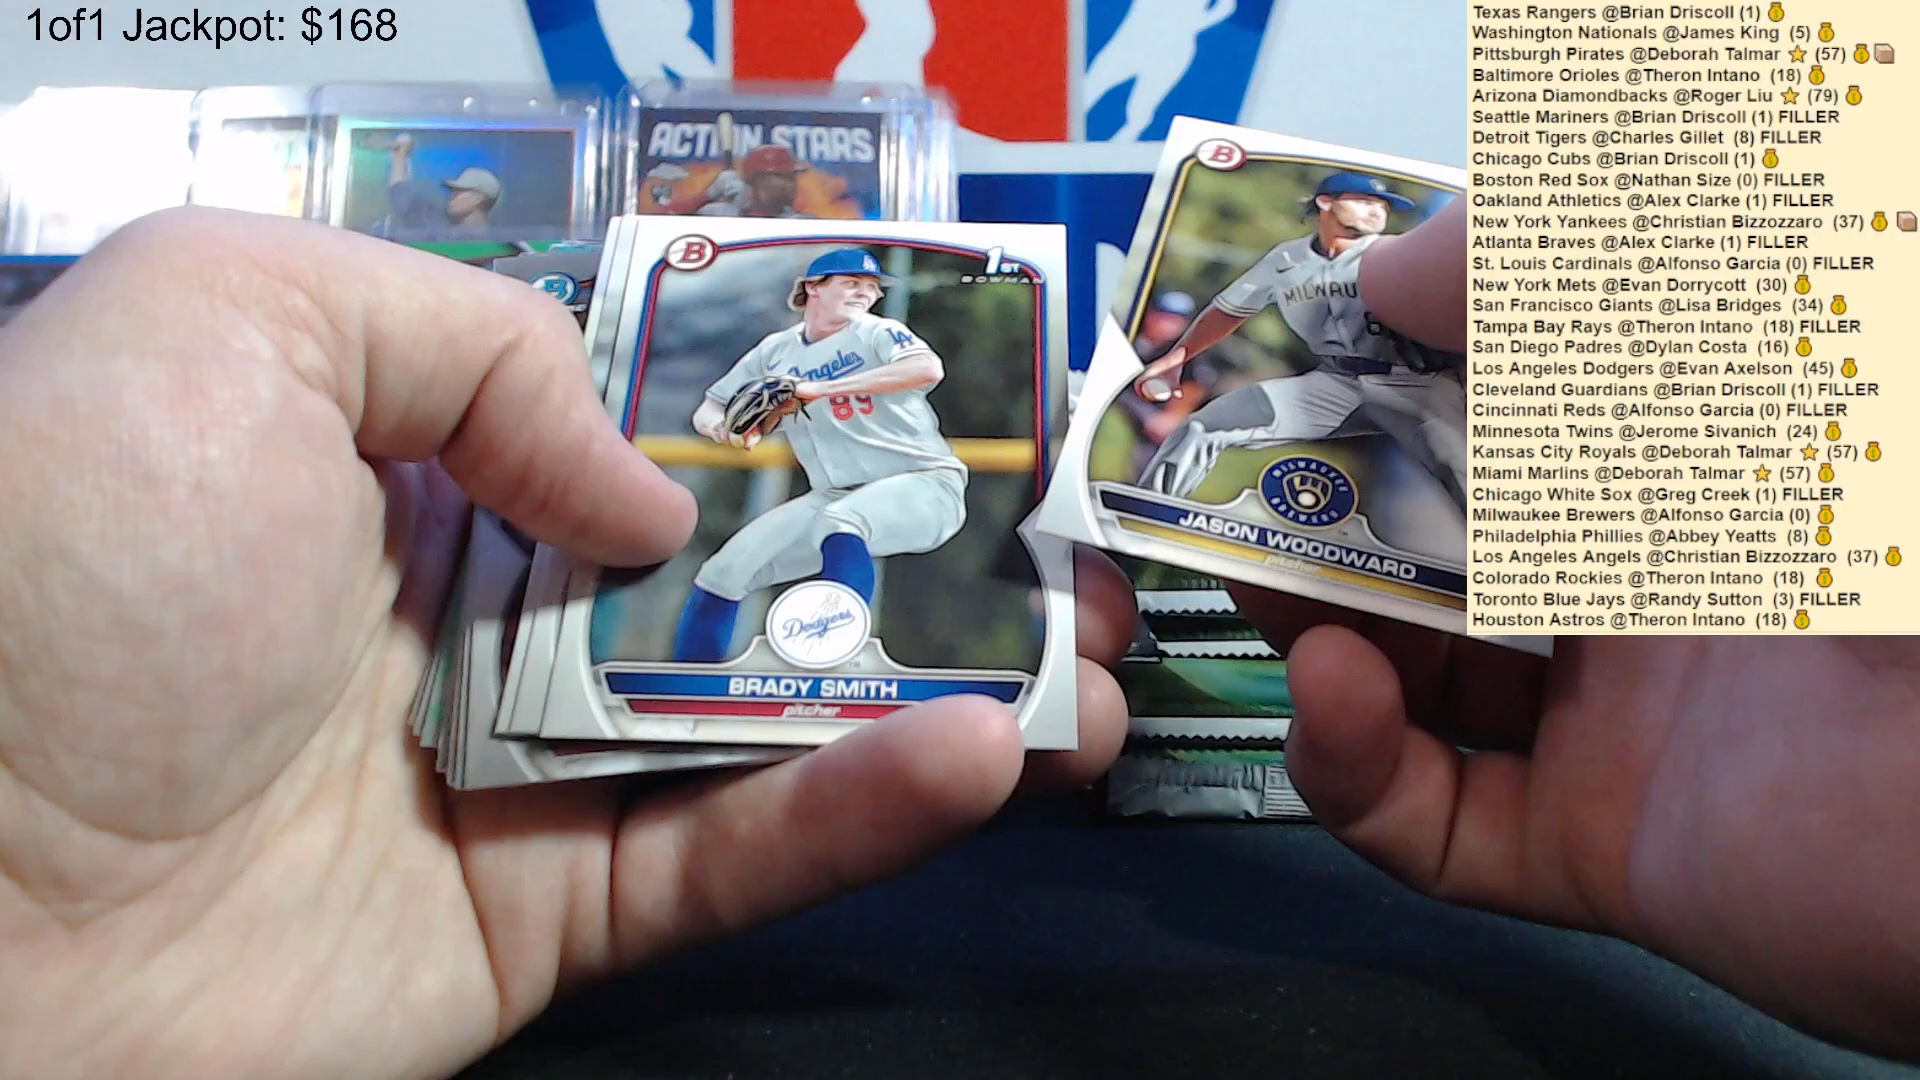 1of1 Jackpot: $168
Texas Rangers @Brian Driscoll (1)
Washington Nationals @James King (5)
Pittsburgh Pirates @Deborah Talmar (57)
Baltimore Orioles @Theron Intano (18)
Arizona Diamondbacks @Roger Liu (79)
Seattle Mariners @Brian Driscoll (1) FILLER
Detroit Tigers @Charles Gillet (8) FILLER
Chicago Cubs @Brian Driscoll (1)
Boston Red Sox @Nathan Size (0) FILLER
Oakland Athletics @Alex Clarke (1) FILLER
New York Yankees @Christian Bizzozzaro (37)
Atlanta Braves @Alex Clarke (1) FILLER
St. Louis Cardinals @Alfonso Garcia (0) FILLER
New York Mets @Evan Dorrycott (30)
San Francisco Giants @Lisa Bridges (34)
Tampa Bay Rays @Theron Intano (18) FILLER
San Diego Padres @Dylan Costa (16)
Los Angeles Dodgers @Evan Axelson (45)
Cleveland Guardians @Brian Driscoll (1) FILLER
Cincinnati Reds @Alfonso Garcia (0) FILLER
Minnesota Twins @Jerome Sivanich (24)
Kansas City Royals @Deborah Talmar (57)
Miami Marlins @Deborah Talmar (57)
Chicago White Sox @Greg Creek (1) FILLER
Milwaukee Brewers @Alfonso Garcia (0)
Philadelphia Phillies @Abbey Yeatts (8)
Los Angeles Angels @Christian Bizzozzaro (37)
Colorado Rockies @Theron Intano (18)
Toronto Blue Jays @Randy Sutton (3) FILLER
Houston Astros @Theron Intano (18)
ACTION STARS
B
1ST
BOWMAN
LA
Angeles
89
Dodgers
BRADY SMITH
pitcher
B
MILWAU
MILWAUKEE
BREWERS
JASON WOODWARD
pitcher
B